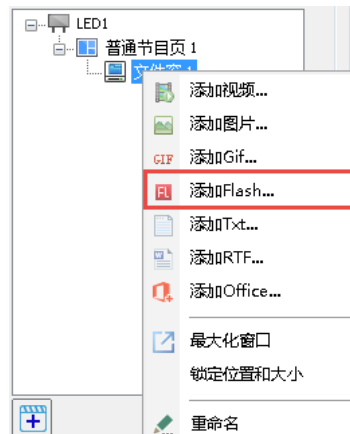 LED1
普通节目页 1
文件窗 1
添加视频...
添加图片...
GIF 添加Gif...
FL 添加Flash...
添加Txt...
添加RTF...
添加Office...
最大化窗口
锁定位置和大小
重命名